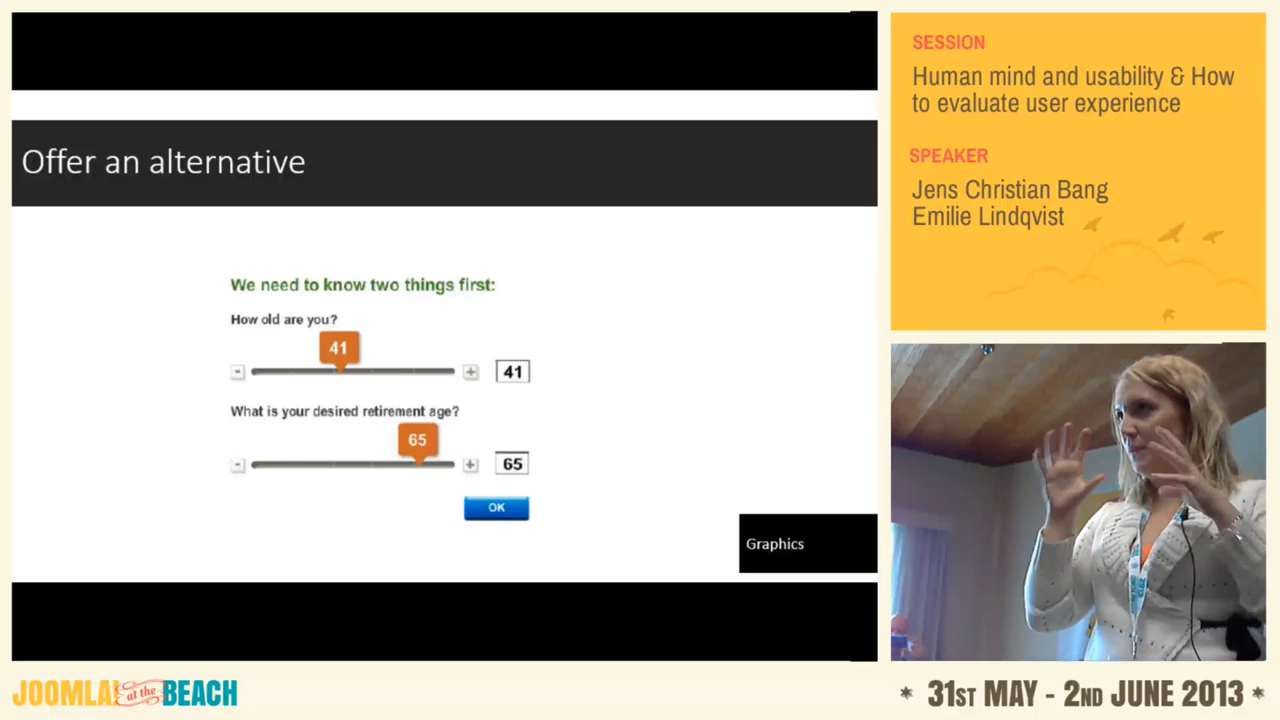 Offer an alternative
We need to know two things first:
How old are you?
41
- + 41
What is your desired retirement age?
65
- + 65
OK
Graphics
SESSION
Human mind and usability & How
to evaluate user experience
SPEAKER
Jens Christian Bang
Emilie Lindqvist
JOOMLA! at the BEACH
* 31ST MAY - 2ND JUNE 2013 *